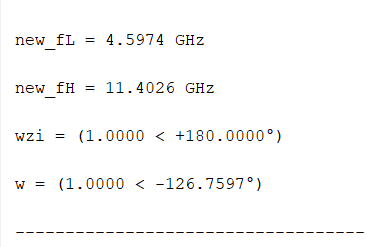 new_fL = 4.5974 GHz
new_fH = 11.4026 GHz
wzi = (1.0000 < +180.0000°)
w = (1.0000 < -126.7597°)
-----------------------------------